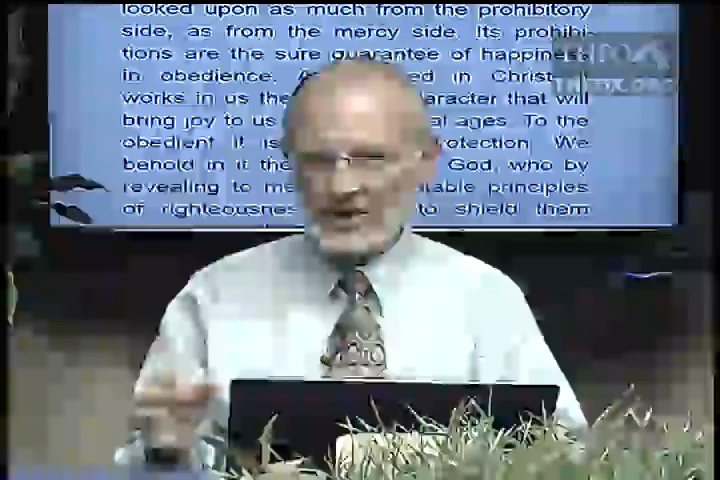 looked upon as much from the prohibitory
side, as from the mercy side. Its prohibi-
tions are the sure guarantee of happiness
in obedience. ed in Christ
works in us the aracter that will
bring joy to us al ages. To the
obedient it is rotection. We
behold in it the God, who by
revealing to me table principles
of righteousnes to shield them